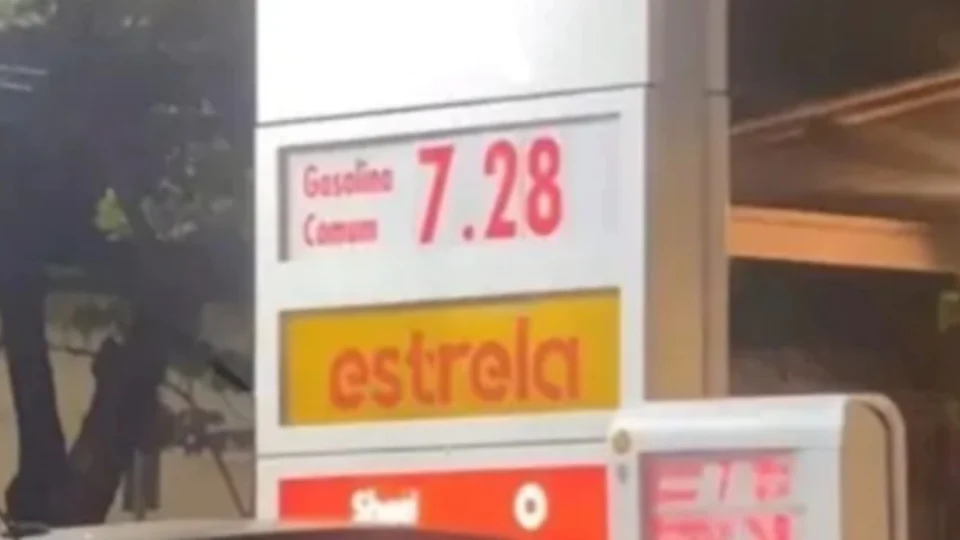 Gasolina 7.28
Comum
estrela
Shell